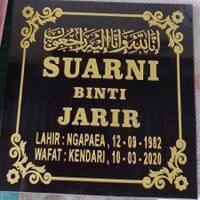 إنا لله وإنا إليه راجعون
SUARNI
BINTI
JARIR
LAHIR : NGAPAEA, 12 - 09 - 1982
WAFAT : KENDARI, 10 - 03 - 2020